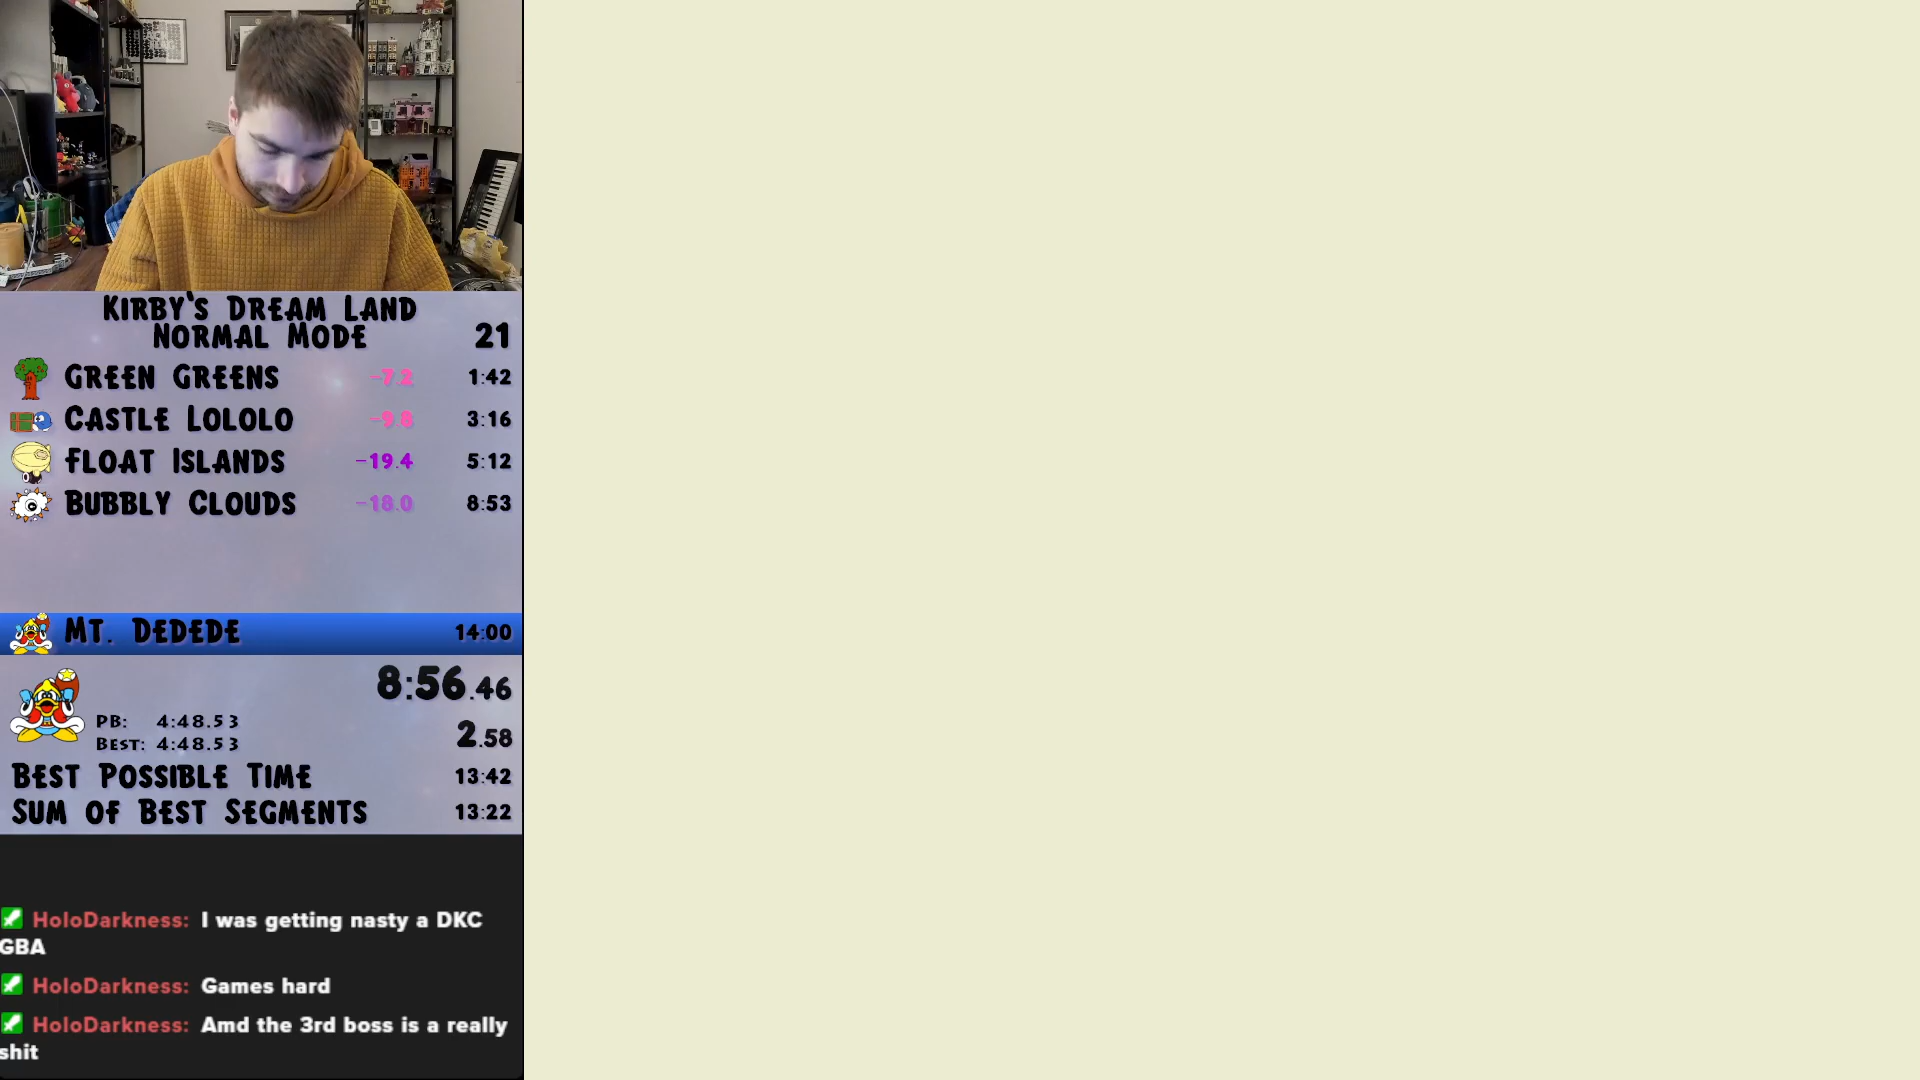 Kirby's Dream Land
Normal Mode 21
Green Greens -7.2 1:42
Castle Lololo -9.8 3:16
Float Islands -19.4 5:12
Bubbly Clouds -18.0 8:53
Mt. Dedede 14:00
8:56.46
PB: 4:48.53
2.58
Best: 4:48.53
Best Possible Time 13:42
Sum of Best Segments 13:22
HoloDarkness: I was getting nasty a DKC
GBA
HoloDarkness: Games hard
HoloDarkness: Amd the 3rd boss is a really
shit